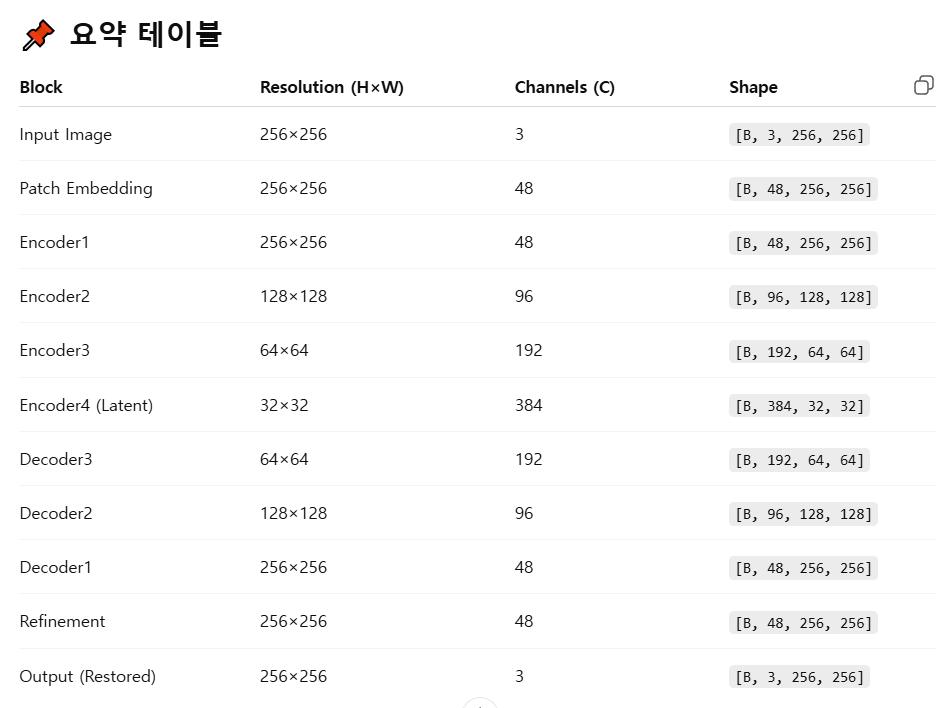 요약 테이블
Block Resolution (H×W) Channels (C) Shape
Input Image 256×256 3 [B, 3, 256, 256]
Patch Embedding 256×256 48 [B, 48, 256, 256]
Encoder1 256×256 48 [B, 48, 256, 256]
Encoder2 128×128 96 [B, 96, 128, 128]
Encoder3 64×64 192 [B, 192, 64, 64]
Encoder4 (Latent) 32×32 384 [B, 384, 32, 32]
Decoder3 64×64 192 [B, 192, 64, 64]
Decoder2 128×128 96 [B, 96, 128, 128]
Decoder1 256×256 48 [B, 48, 256, 256]
Refinement 256×256 48 [B, 48, 256, 256]
Output (Restored) 256×256 3 [B, 3, 256, 256]